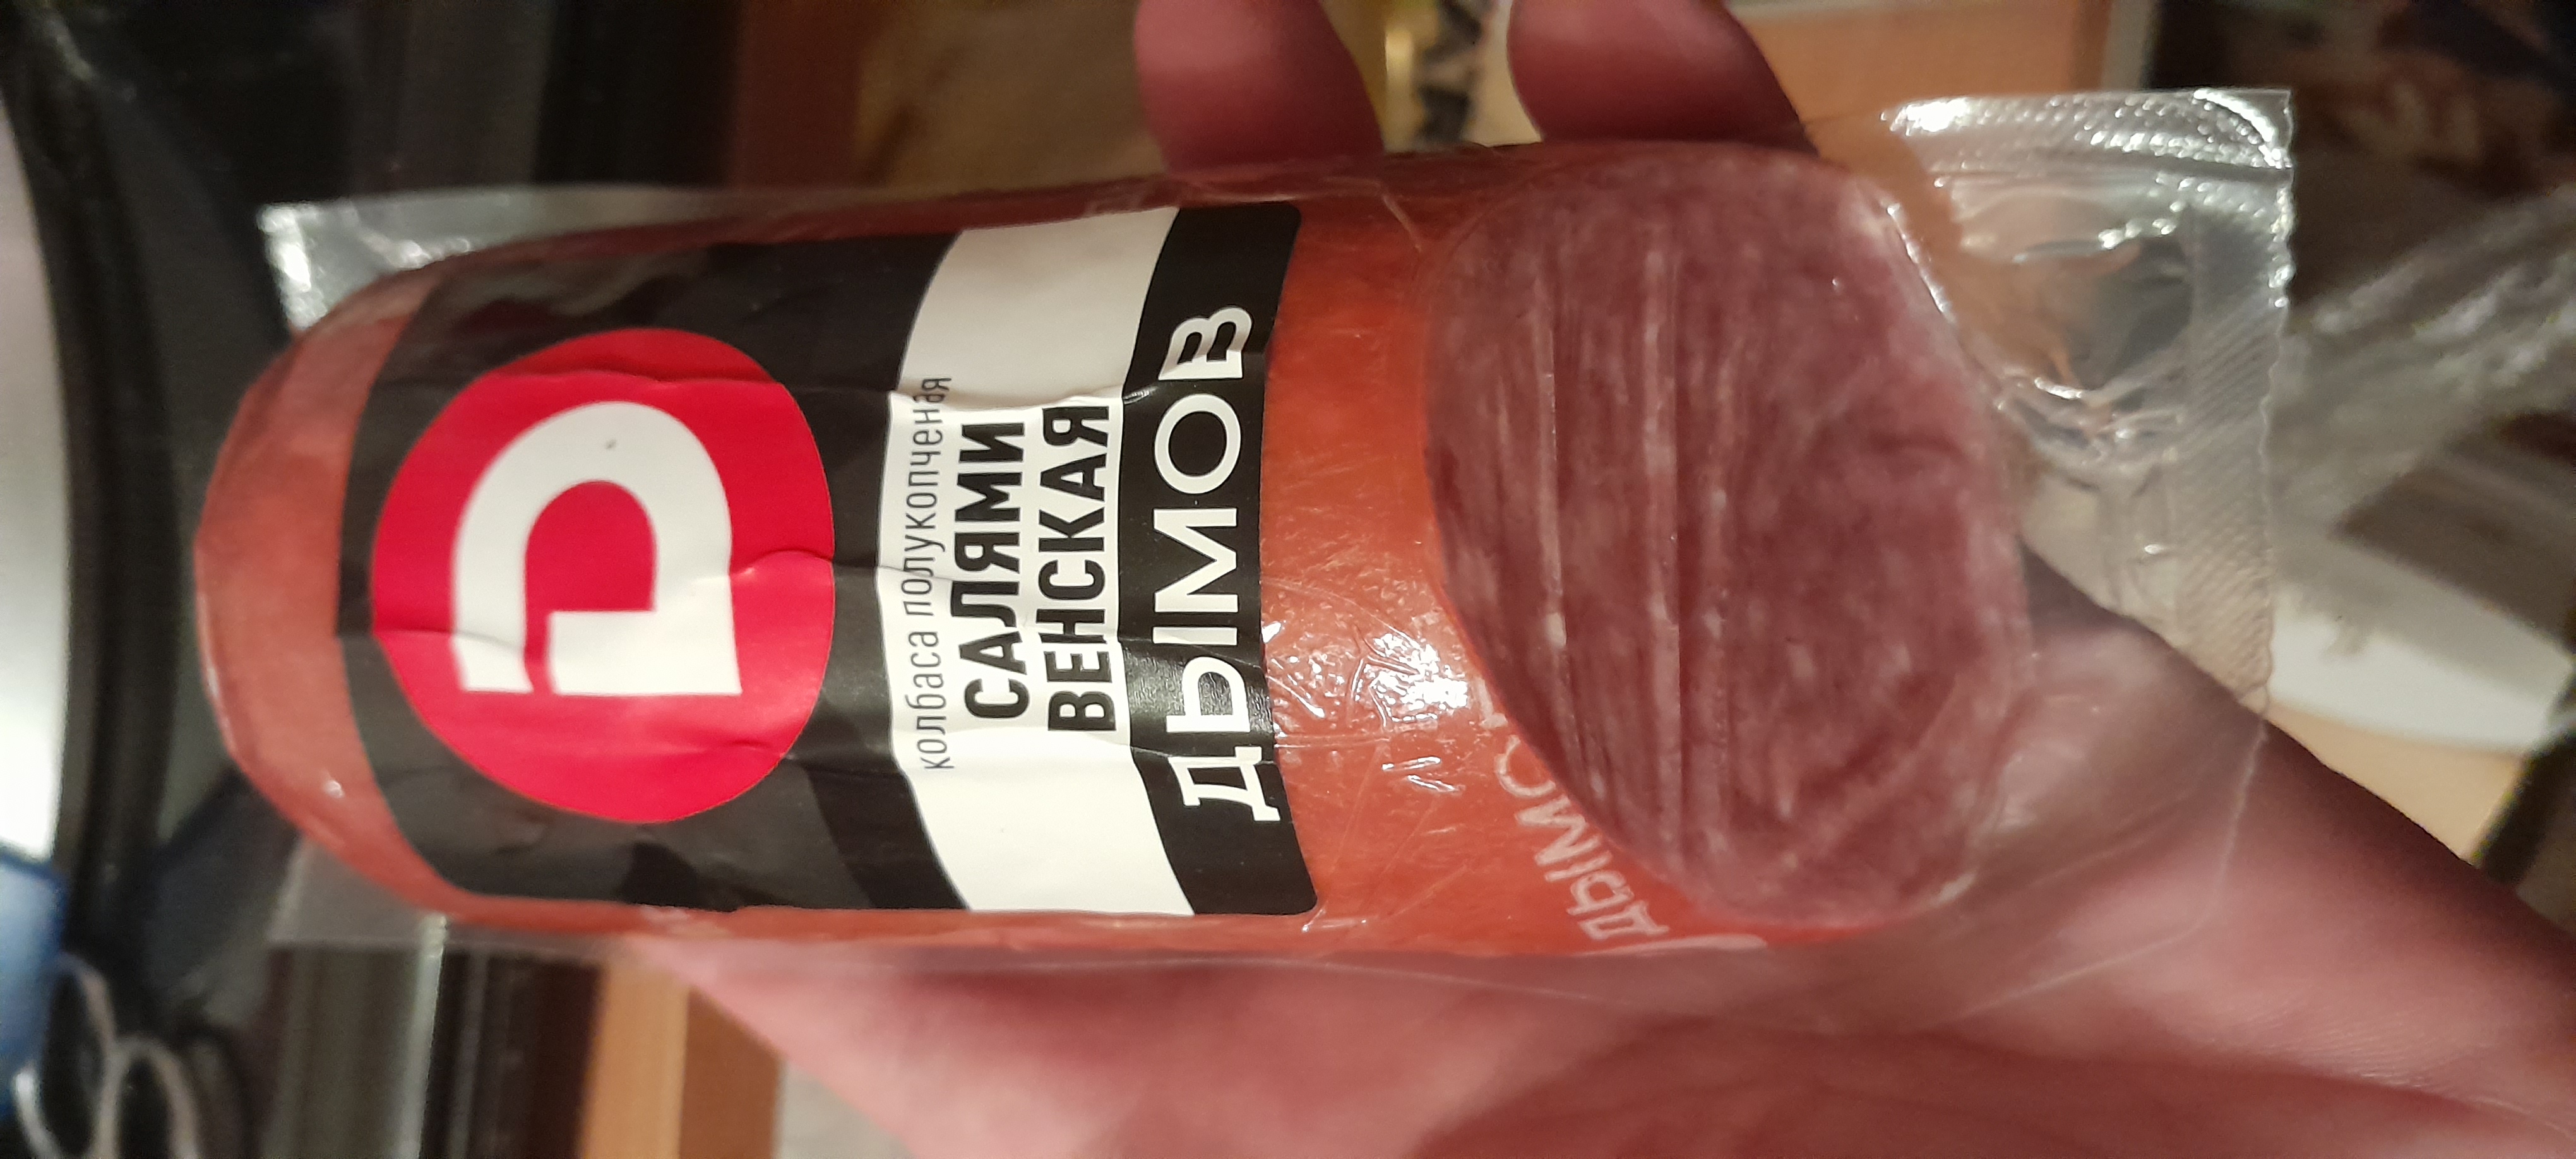 колбаса полукопченая
САЛЯМИ
ВЕНСКАЯ
ДЫМОВ